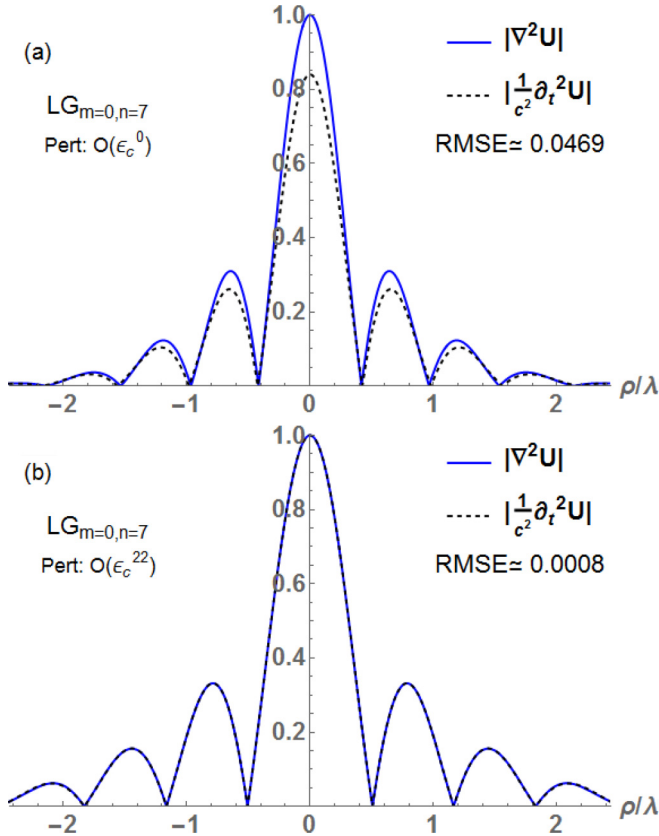 (a)
LG_{m=0,n=7}
Pert: O(ϵ_c^0)
|∇²U|
|1/c² ∂_t²U|
RMSE≃ 0.0469
1.0
0.8
0.6
0.4
0.2
−2 −1 0 1 2 ρ/λ
(b)
LG_{m=0,n=7}
Pert: O(ϵ_c^22)
|∇²U|
|1/c² ∂_t²U|
RMSE≃ 0.0008
1.0
0.8
0.6
0.4
0.2
−2 −1 0 1 2 ρ/λ